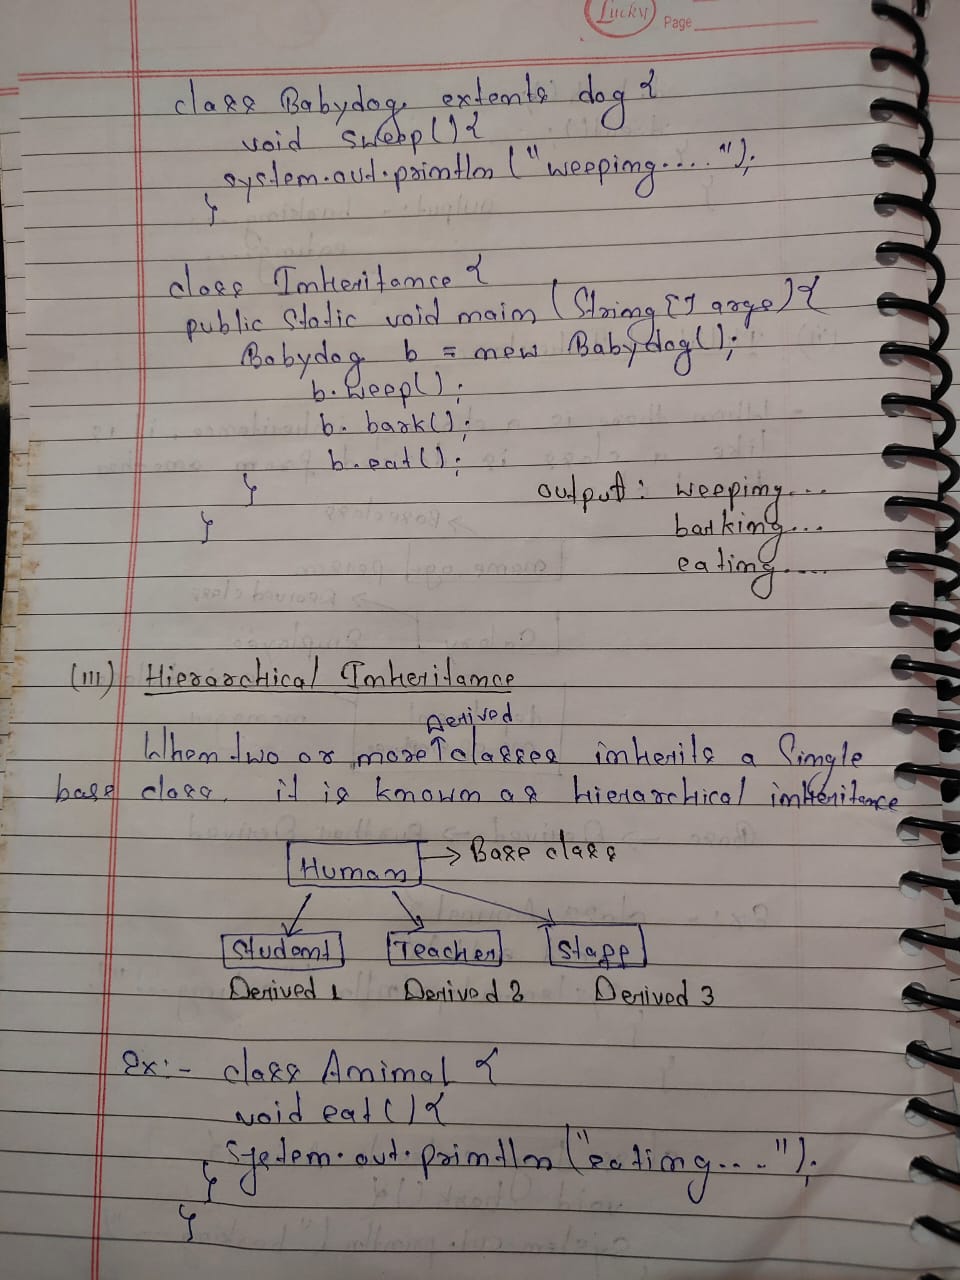 Lucky
Page
class Babydog extents dog {
void sweep() {
system.out.println ("weeping....");
}
class Inheritance {
public Static void main (String [] args) {
Babydog b = new Babydog();
b.weep();
b. bark();
b.eat();
}
}
output: weeping...
barking...
eating....
(iii) Hierarchical Inheritance
Derived
When two or more ↑ classes inherits a Single
base class. it is known as hierarchical inheritance
Human → Base class
Student Teacher Staff
Derived 1 Derived 2 Derived 3
Ex:- class Animal {
void eat() {
System.out.println ("eating....");
}
}